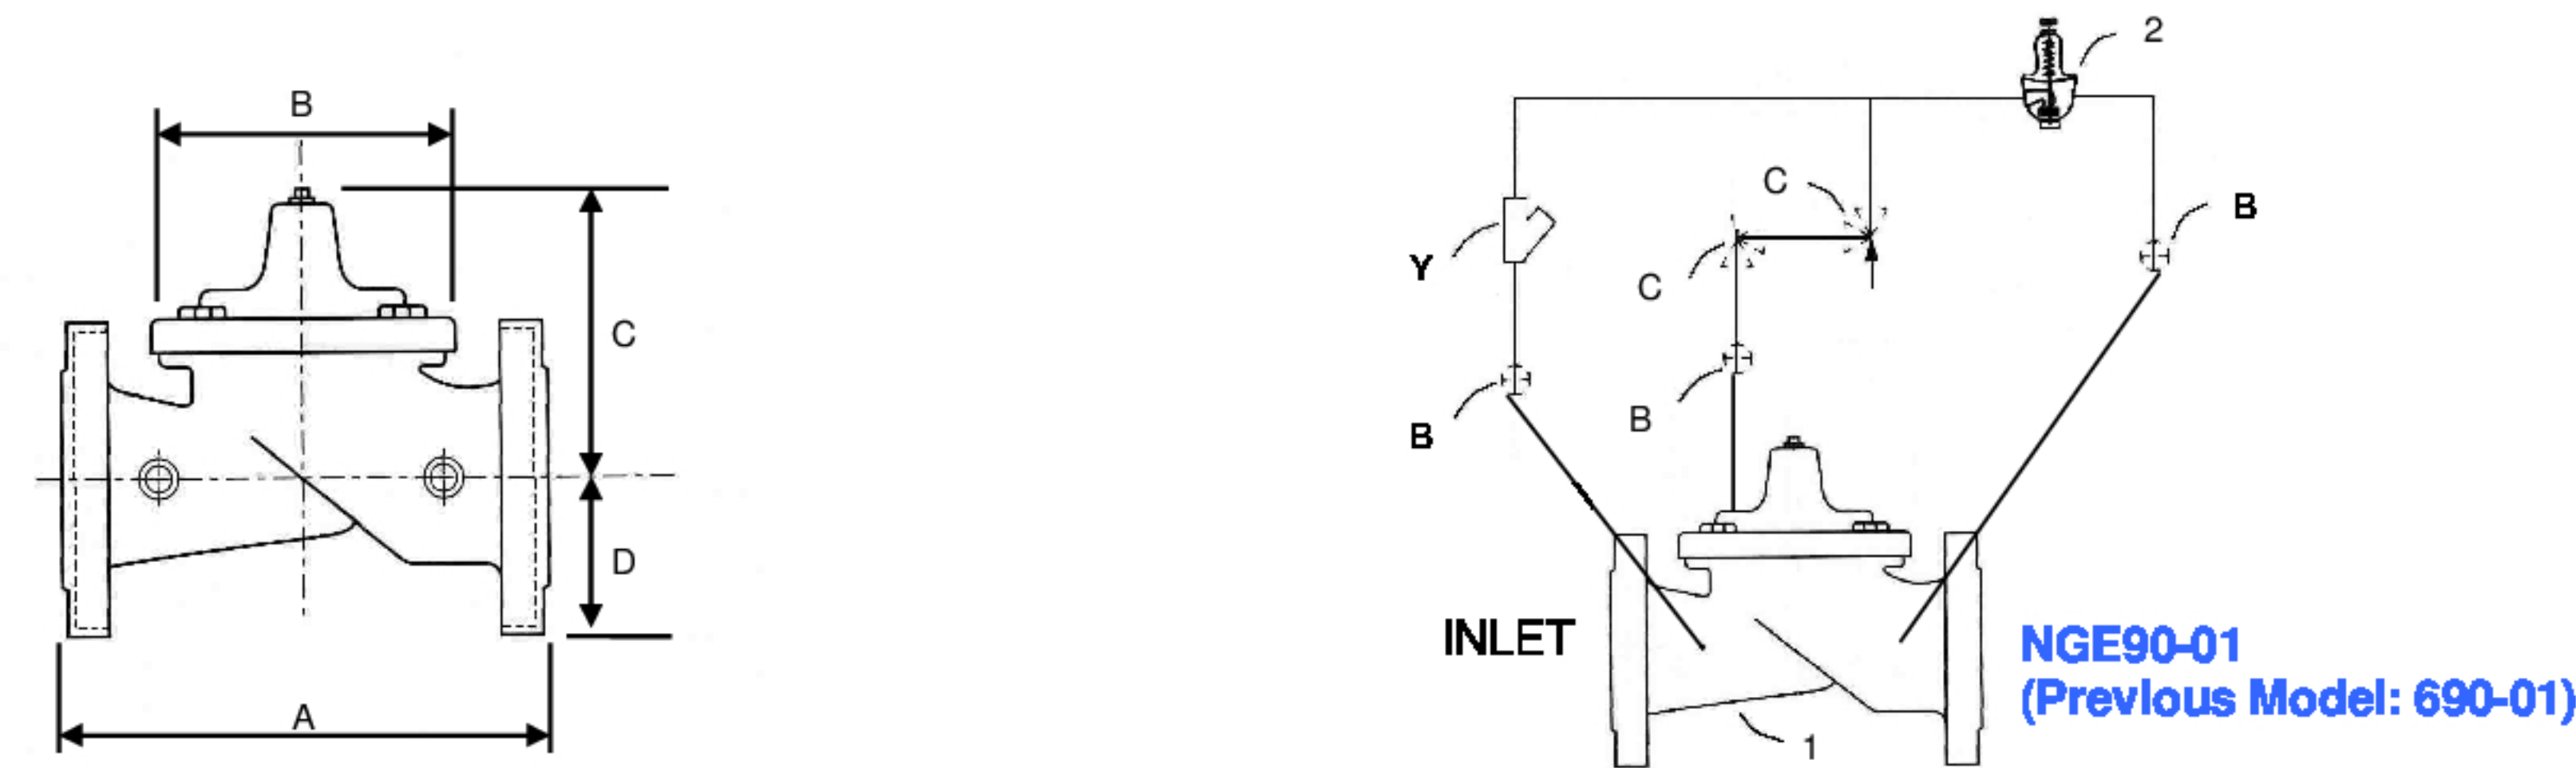 B
C
D
A
2
C
B
Y
C
B
B
INLET
NGE90-01
(Previous Model: 690-01)
1